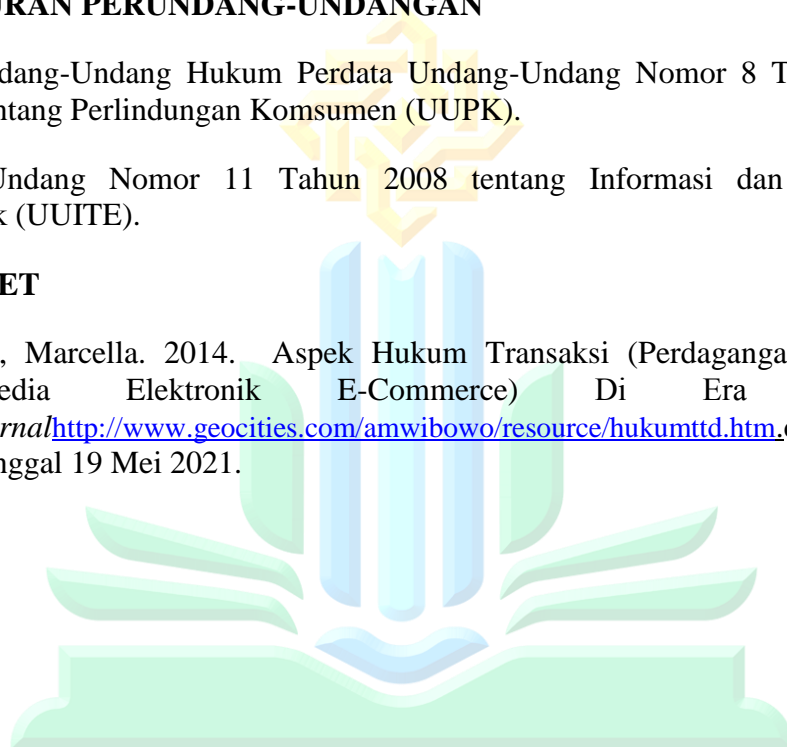 URAN PERUNDANG-UNDANGAN
dang-Undang Hukum Perdata Undang-Undang Nomor 8 T
ntang Perlindungan Komsumen (UUPK).
Undang Nomor 11 Tahun 2008 tentang Informasi dan
k (UUITE).
ET
, Marcella. 2014. Aspek Hukum Transaksi (Perdaganga
edia Elektronik E-Commerce) Di Era
rnalhttp://www.geocities.com/amwibowo/resource/hukumttd.htm.
nggal 19 Mei 2021.